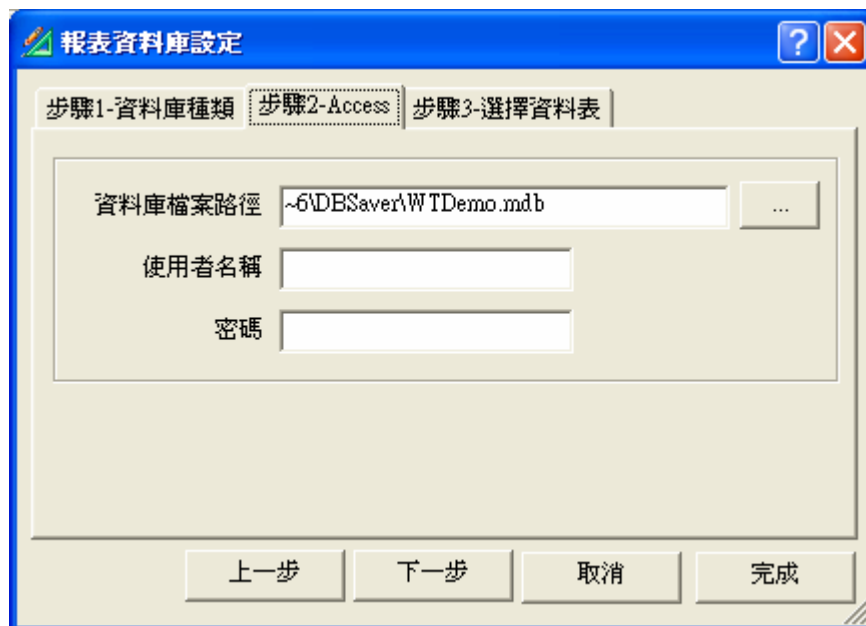 報表資料庫設定
步驟1-資料庫種類 步驟2-Access 步驟3-選擇資料表
資料庫檔案路徑 ~6\DBSaver\WTDemo.mdb ...
使用者名稱
密碼
上一步 下一步 取消 完成